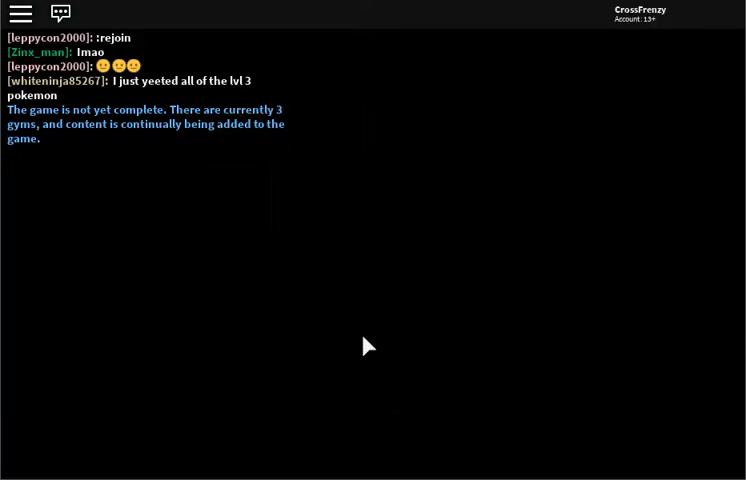 CrossFrenzy
Account: 13+
[leppycon2000]: :rejoin
[Zinx_man]: lmao
[leppycon2000]: 😐😐😐
[whiteninja85267]: I just yeeted all of the lvl 3
pokemon
The game is not yet complete. There are currently 3
gyms, and content is continually being added to the
game.